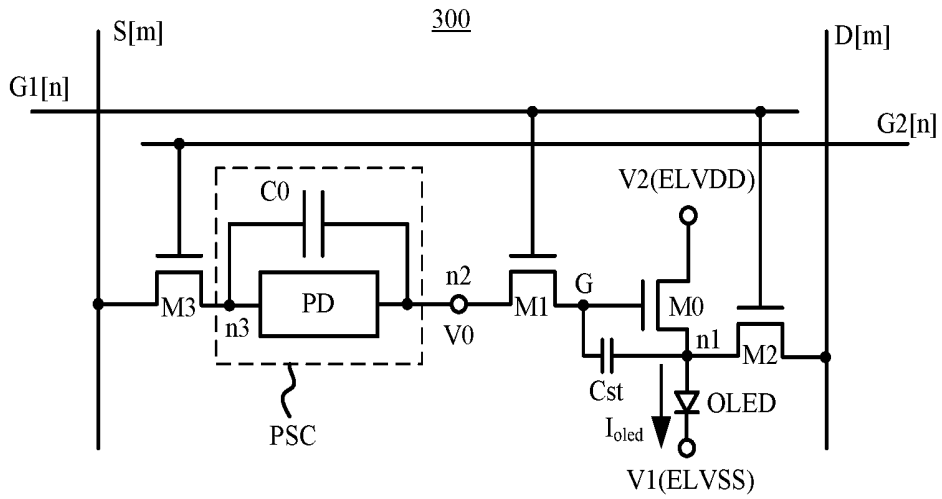 300
S[m]
D[m]
G1[n]
G2[n]
V2(ELVDD)
C0
n2
G
M0
M3
n3
PD
V0
M1
n1
M2
Cst
OLED
PSC
Ioled
V1(ELVSS)